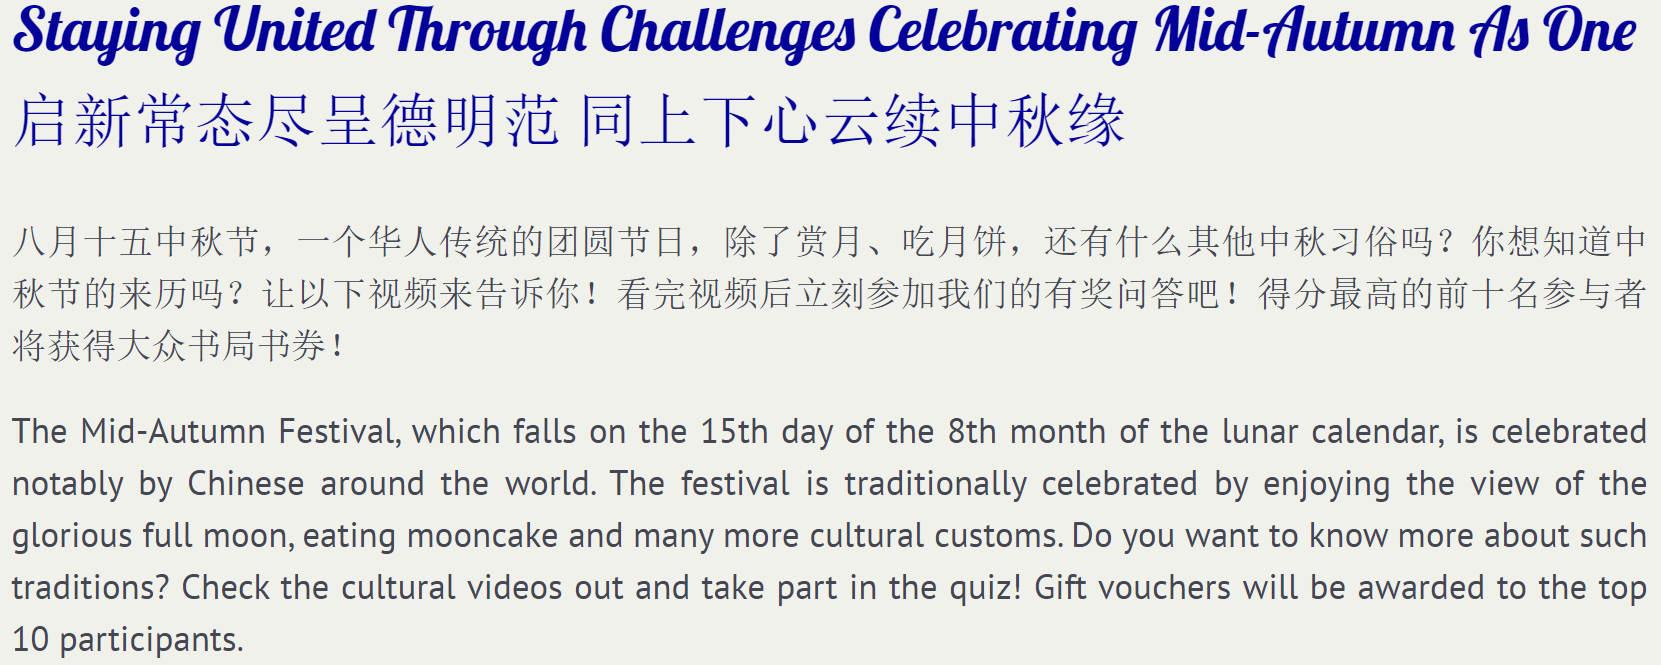 Staying United Through Challenges Celebrating Mid-Autumn As One
启新常态尽呈德明范 同上下心云续中秋缘
八月十五中秋节，一个华人传统的团圆节日，除了赏月、吃月饼，还有什么其他中秋习俗吗？你想知道中
秋节的来历吗？让以下视频来告诉你！看完视频后立刻参加我们的有奖问答吧！得分最高的前十名参与者
将获得大众书局书券！
The Mid-Autumn Festival, which falls on the 15th day of the 8th month of the lunar calendar, is celebrated
notably by Chinese around the world. The festival is traditionally celebrated by enjoying the view of the
glorious full moon, eating mooncake and many more cultural customs. Do you want to know more about such
traditions? Check the cultural videos out and take part in the quiz! Gift vouchers will be awarded to the top
10 participants.